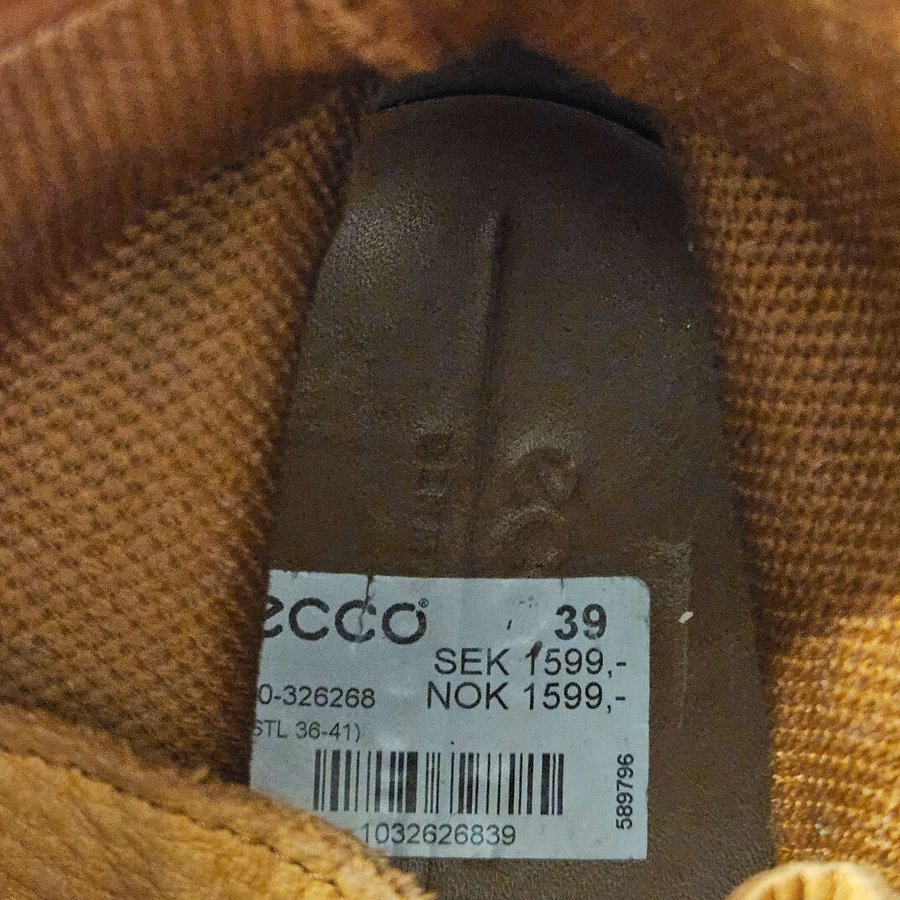 ecco® 39
SEK 1599,-
0-326268 NOK 1599,-
STL 36-41)
1032626839
589796